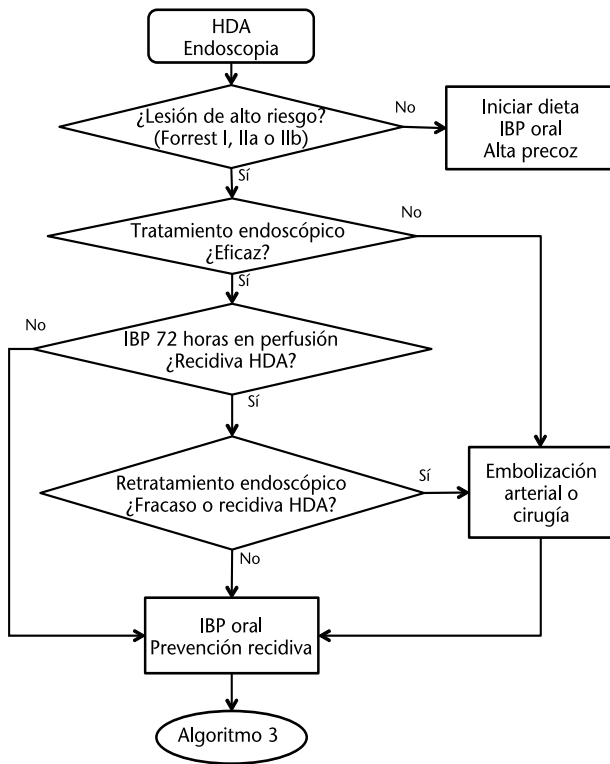 HDA
Endoscopia
¿Lesión de alto riesgo?
(Forrest I, IIa o IIb)
No
Iniciar dieta
IBP oral
Alta precoz
Sí
Tratamiento endoscópico
¿Eficaz?
No
Sí
No
IBP 72 horas en perfusión
¿Recidiva HDA?
Sí
Retratamiento endoscópico
¿Fracaso o recidiva HDA?
Sí
Embolización
arterial o
cirugía
No
IBP oral
Prevención recidiva
Algoritmo 3